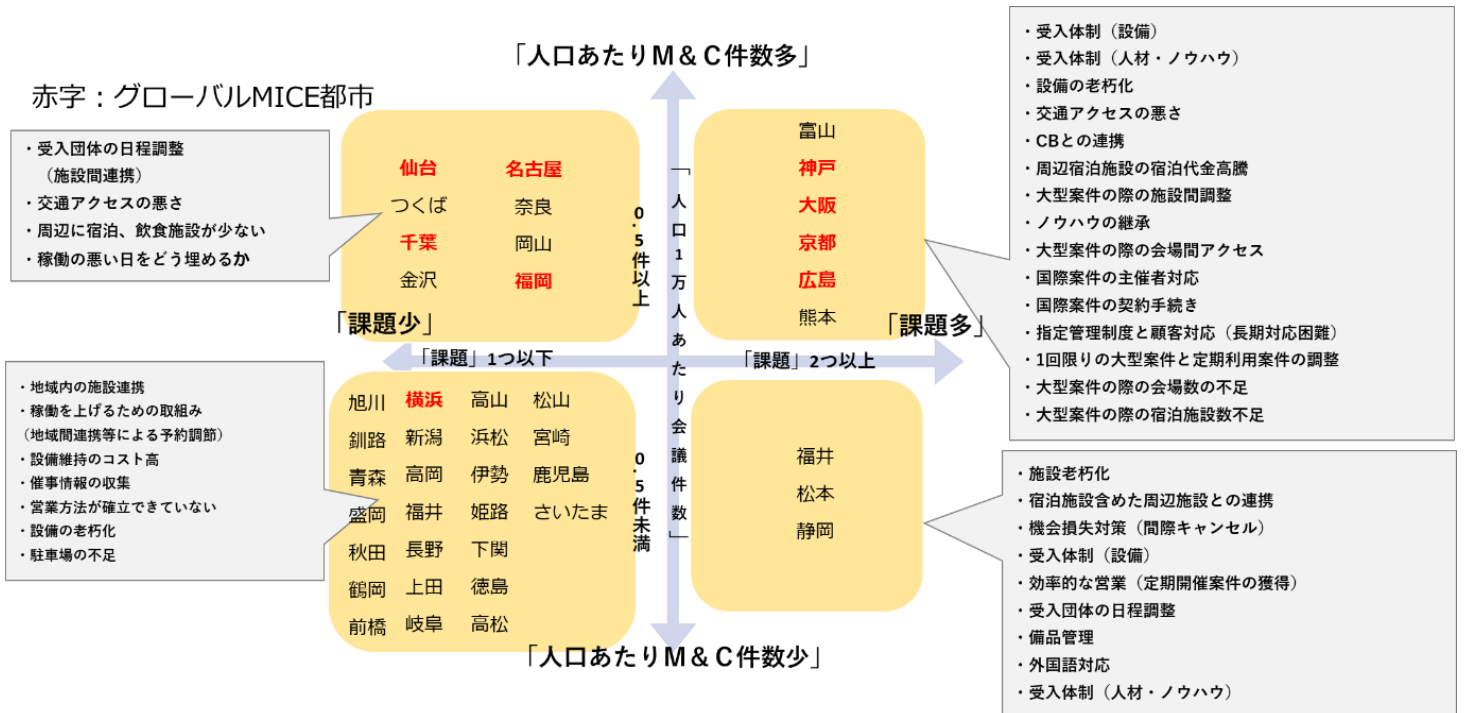 「人口あたりM＆C件数多」
赤字：グローバルMICE都市
・受入団体の日程調整
（施設間連携）
・交通アクセスの悪さ
・周辺に宿泊、飲食施設が少ない
・稼働の悪い日をどう埋めるか
仙台 名古屋
つくば 奈良
千葉 岡山
金沢 福岡
0.5件以上
「人口1万人あたり会議件数」
富山
神戸
大阪
京都
広島
熊本
・受入体制（設備）
・受入体制（人材・ノウハウ）
・設備の老朽化
・交通アクセスの悪さ
・CBとの連携
・周辺宿泊施設の宿泊代金高騰
・大型案件の際の施設間調整
・ノウハウの継承
・大型案件の際の会場間アクセス
・国際案件の主催者対応
・国際案件の契約手続き
・指定管理制度と顧客対応（長期対応困難）
・1回限りの大型案件と定期利用案件の調整
・大型案件の際の会場数の不足
・大型案件の際の宿泊施設数不足
「課題少」
「課題多」
「課題」1つ以下
「課題」2つ以上
・地域内の施設連携
・稼働を上げるための取組み
（地域間連携等による予約調節）
・設備維持のコスト高
・催事情報の収集
・営業方法が確立できていない
・設備の老朽化
・駐車場の不足
旭川 横浜 高山 松山
釧路 新潟 浜松 宮崎
青森 高岡 伊勢 鹿児島
盛岡 福井 姫路 さいたま
秋田 長野 下関
鶴岡 上田 徳島
前橋 岐阜 高松
0.5件未満
福井
松本
静岡
・施設老朽化
・宿泊施設含めた周辺施設との連携
・機会損失対策（間際キャンセル）
・受入体制（設備）
・効率的な営業（定期開催案件の獲得）
・受入団体の日程調整
・備品管理
・外国語対応
・受入体制（人材・ノウハウ）
「人口あたりM＆C件数少」